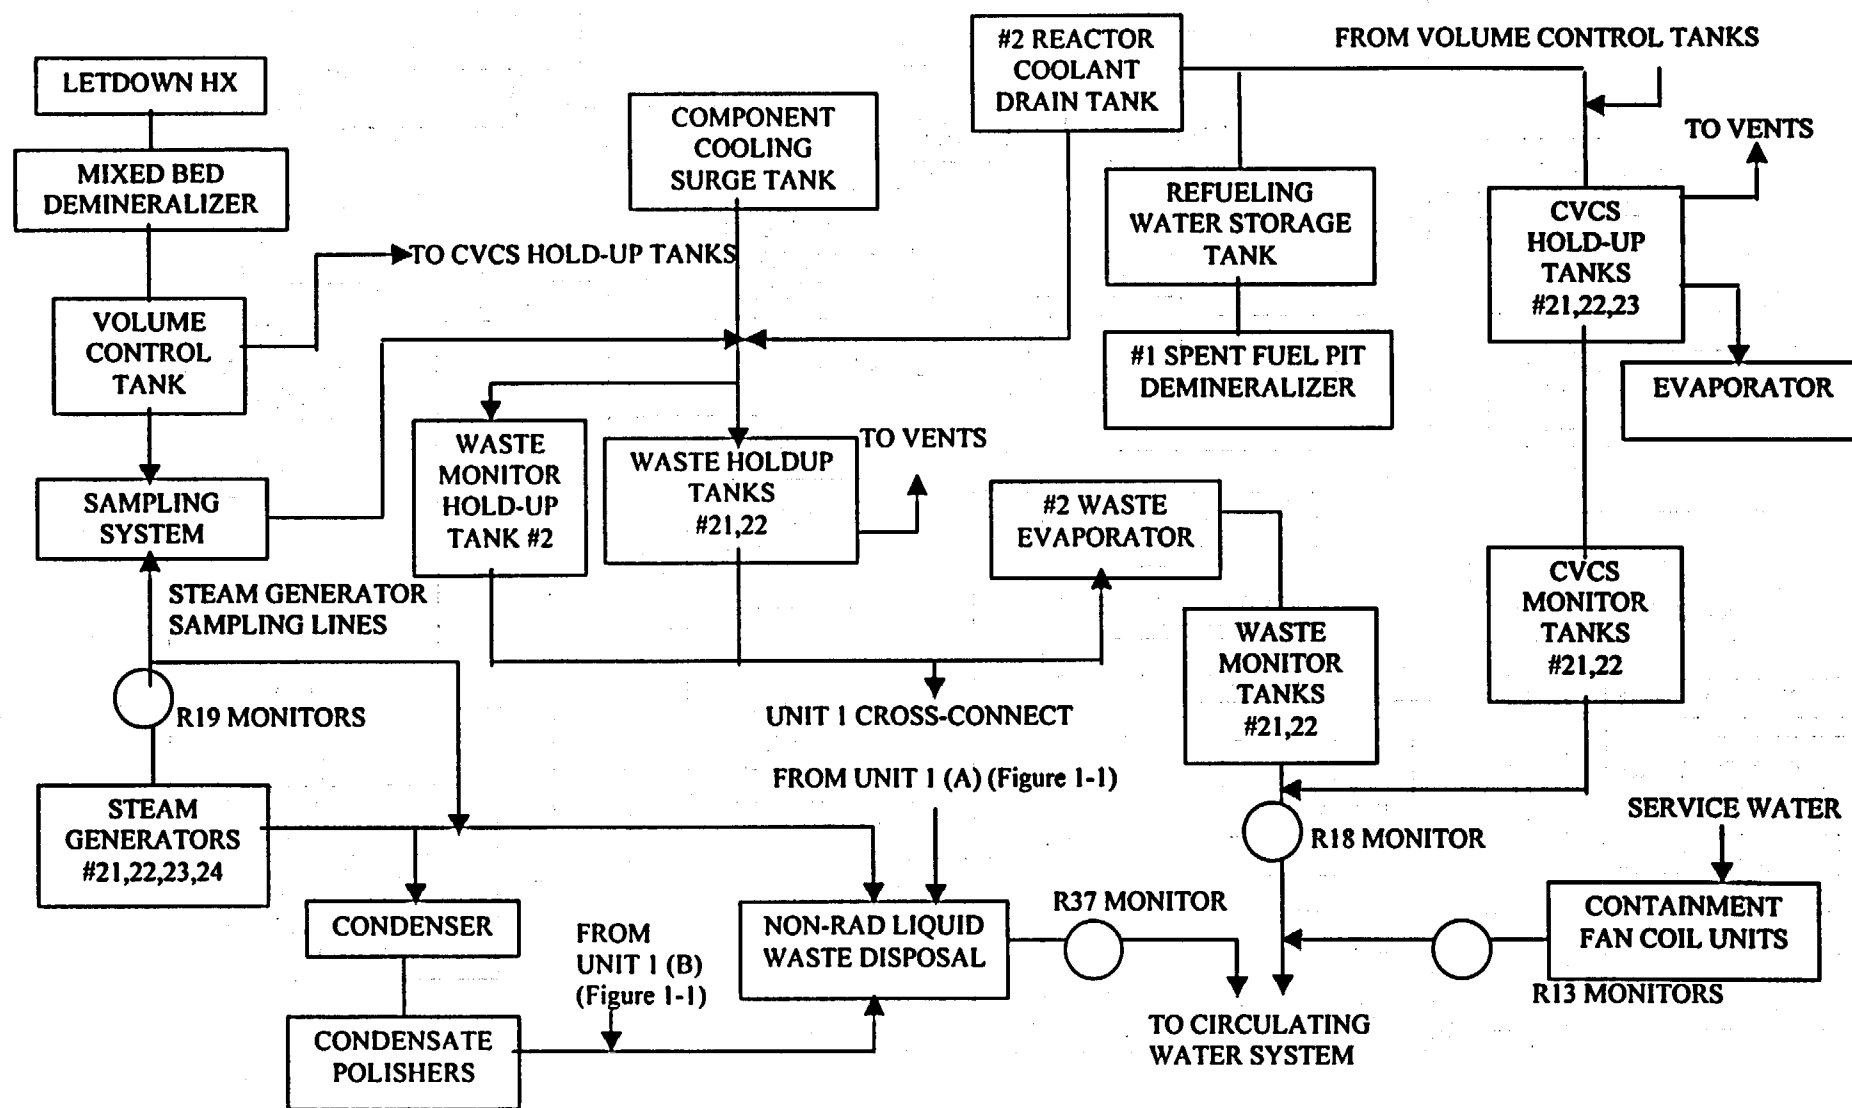 #2 REACTOR
COOLANT
DRAIN TANK
FROM VOLUME CONTROL TANKS
LETDOWN HX
COMPONENT
COOLING
SURGE TANK
TO VENTS
MIXED BED
DEMINERALIZER
REFUELING
WATER STORAGE
TANK
CVCS
HOLD-UP
TANKS
#21,22,23
TO CVCS HOLD-UP TANKS
VOLUME
CONTROL
TANK
#1 SPENT FUEL PIT
DEMINERALIZER
EVAPORATOR
WASTE
MONITOR
HOLD-UP
TANK #2
WASTE HOLDUP
TANKS
#21,22
TO VENTS
SAMPLING
SYSTEM
#2 WASTE
EVAPORATOR
CVCS
MONITOR
TANKS
#21,22
STEAM GENERATOR
SAMPLING LINES
WASTE
MONITOR
TANKS
#21,22
R19 MONITORS
UNIT 1 CROSS-CONNECT
FROM UNIT 1 (A) (Figure 1-1)
STEAM
GENERATORS
#21,22,23,24
R18 MONITOR
SERVICE WATER
CONDENSER
FROM
UNIT 1 (B)
(Figure 1-1)
NON-RAD LIQUID
WASTE DISPOSAL
R37 MONITOR
CONTAINMENT
FAN COIL UNITS
R13 MONITORS
CONDENSATE
POLISHERS
TO CIRCULATING
WATER SYSTEM